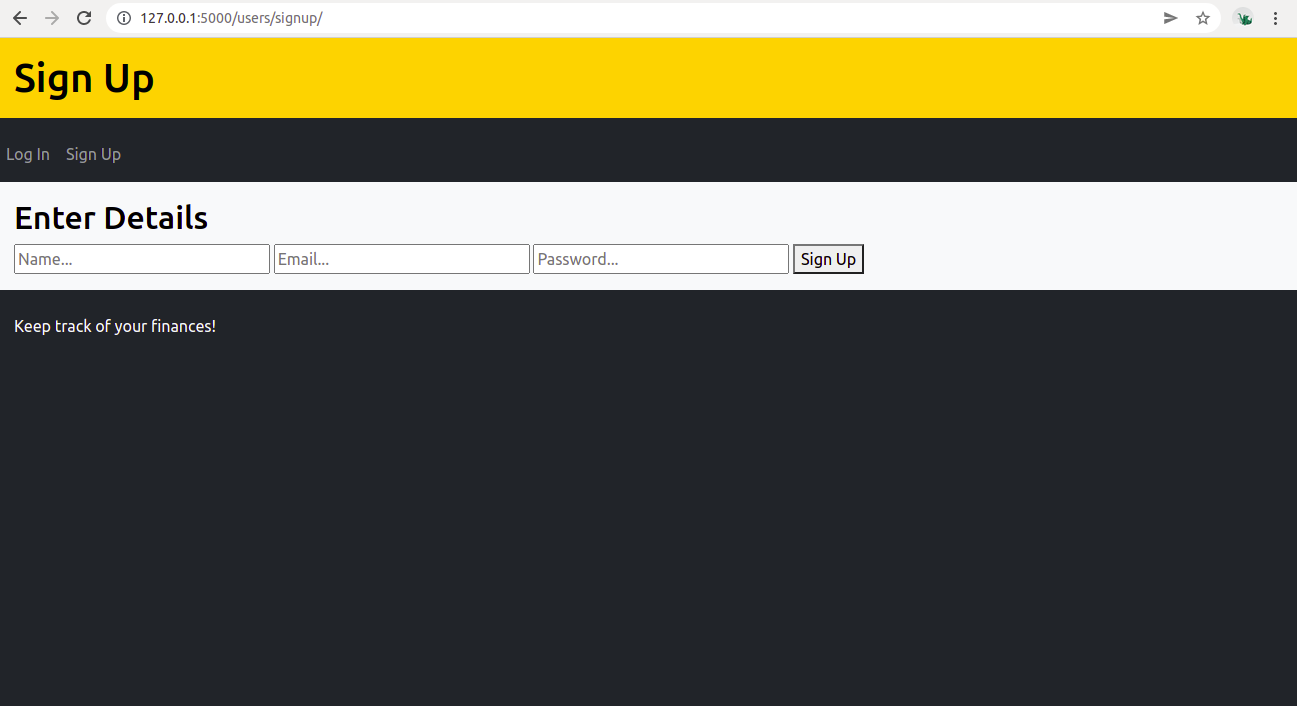 127.0.0.1:5000/users/signup/
Sign Up
Log In Sign Up
Enter Details
Name... Email... Password... Sign Up
Keep track of your finances!